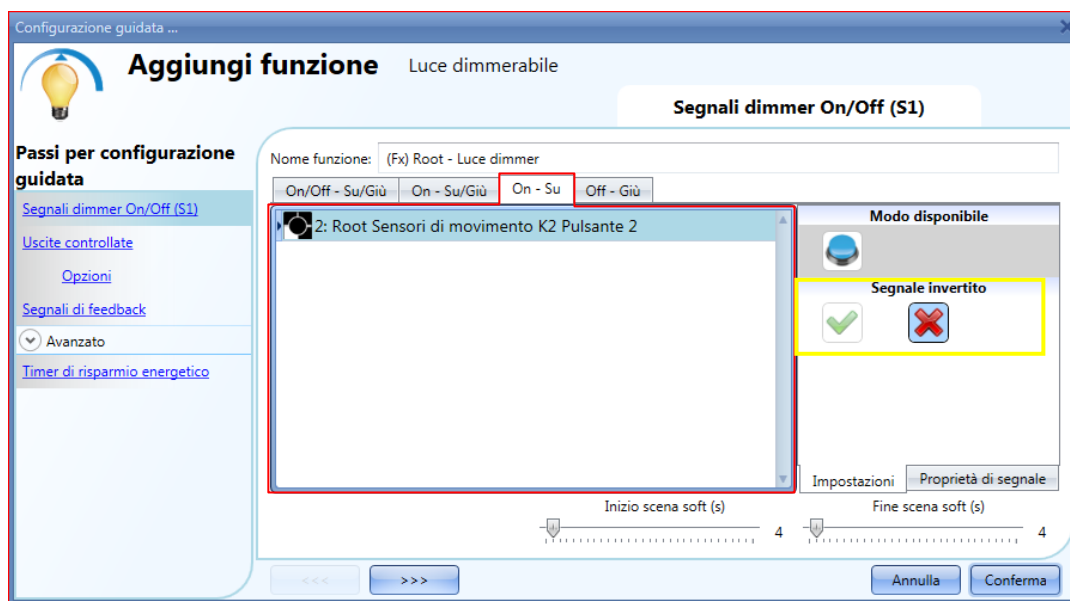 Configurazione guidata ...
Aggiungi funzione Luce dimmerabile
Segnali dimmer On/Off (S1)
Passi per configurazione guidata
Segnali dimmer On/Off (S1)
Uscite controllate
Opzioni
Segnali di feedback
Avanzato
Timer di risparmio energetico
Nome funzione: (Fx) Root - Luce dimmer
On/Off - Su/Giù On - Su/Giù On - Su Off - Giù
2: Root Sensori di movimento K2 Pulsante 2
Modo disponibile
Segnale invertito
Impostazioni Proprietà di segnale
Inizio scena soft (s) 4
Fine scena soft (s) 4
<<< >>> Annulla Conferma